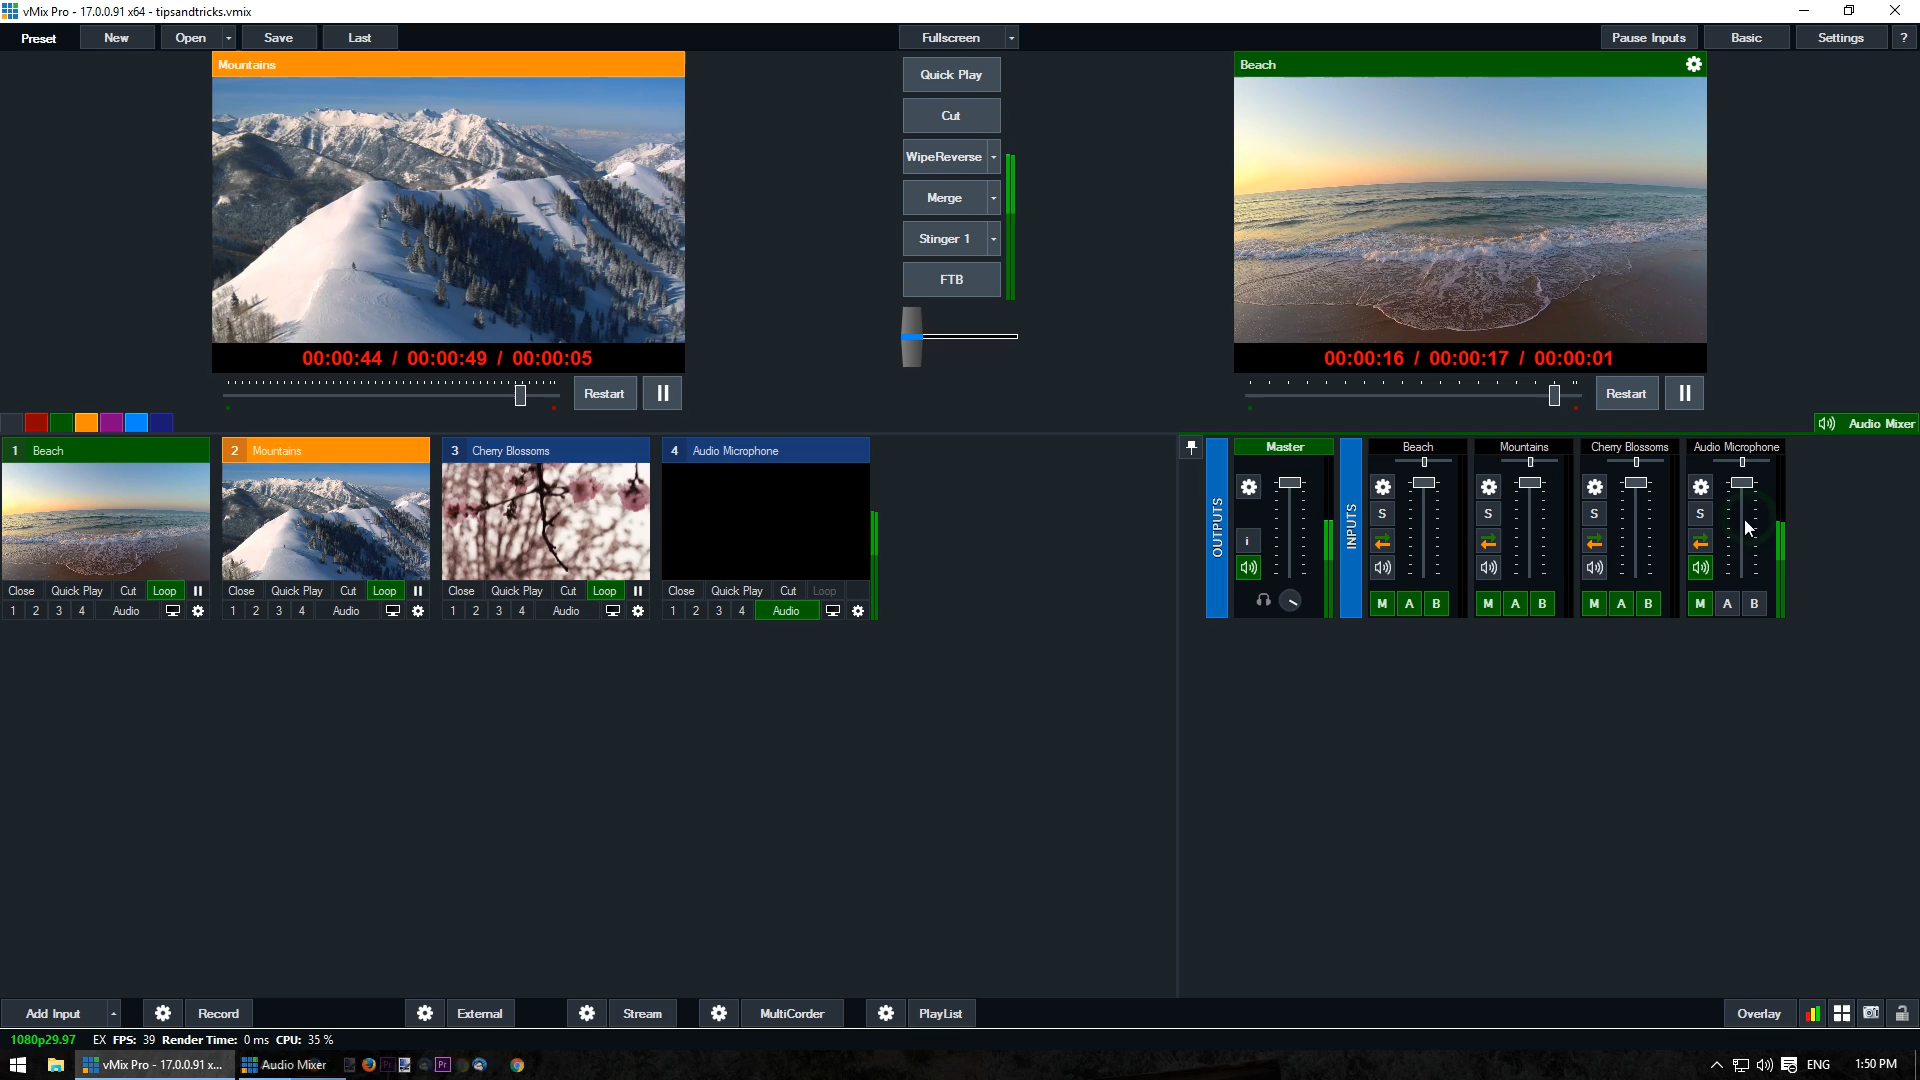 vMix Pro - 17.0.0.91 x64 - tipsandtricks.vmix
Preset New Open Save Last Fullscreen Pause Inputs Basic Settings ?
Mountains
Beach
Quick Play
Cut
WipeReverse
Merge
Stinger 1
FTB
00:00:44 / 00:00:49 / 00:00:05
00:00:16 / 00:00:17 / 00:00:01
Restart
Restart
Audio Mixer
1 Beach 2 Mountains 3 Cherry Blossoms 4 Audio Microphone
Close Quick Play Cut Loop Close Quick Play Cut Loop Close Quick Play Cut Loop Close Quick Play Cut Loop
1 2 3 4 Audio 1 2 3 4 Audio 1 2 3 4 Audio 1 2 3 4 Audio
OUTPUTS
Master
INPUTS
Beach Mountains Cherry Blossoms Audio Microphone
S S S S
i
M A B M A B M A B M A B
Add Input Record External Stream MultiCorder PlayList Overlay
1080p29.97 EX FPS: 39 Render Time: 0 ms CPU: 35 %
vMix Pro - 17.0.0.91 x... Audio Mixer Pr Pr ENG 1:50 PM